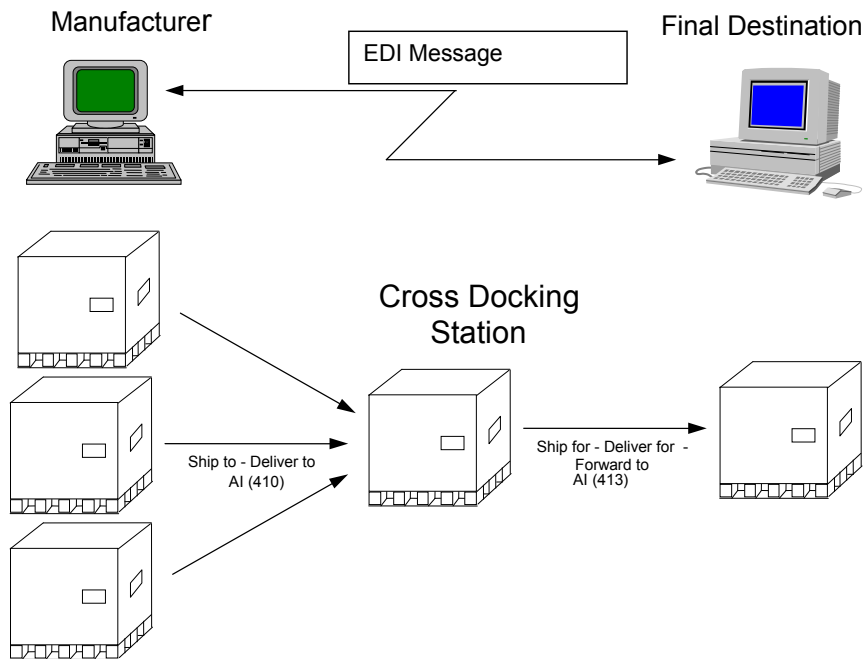 Manufacturer
EDI Message
Final Destination
Cross Docking
Station
Ship to - Deliver to
AI (410)
Ship for - Deliver for -
Forward to
AI (413)